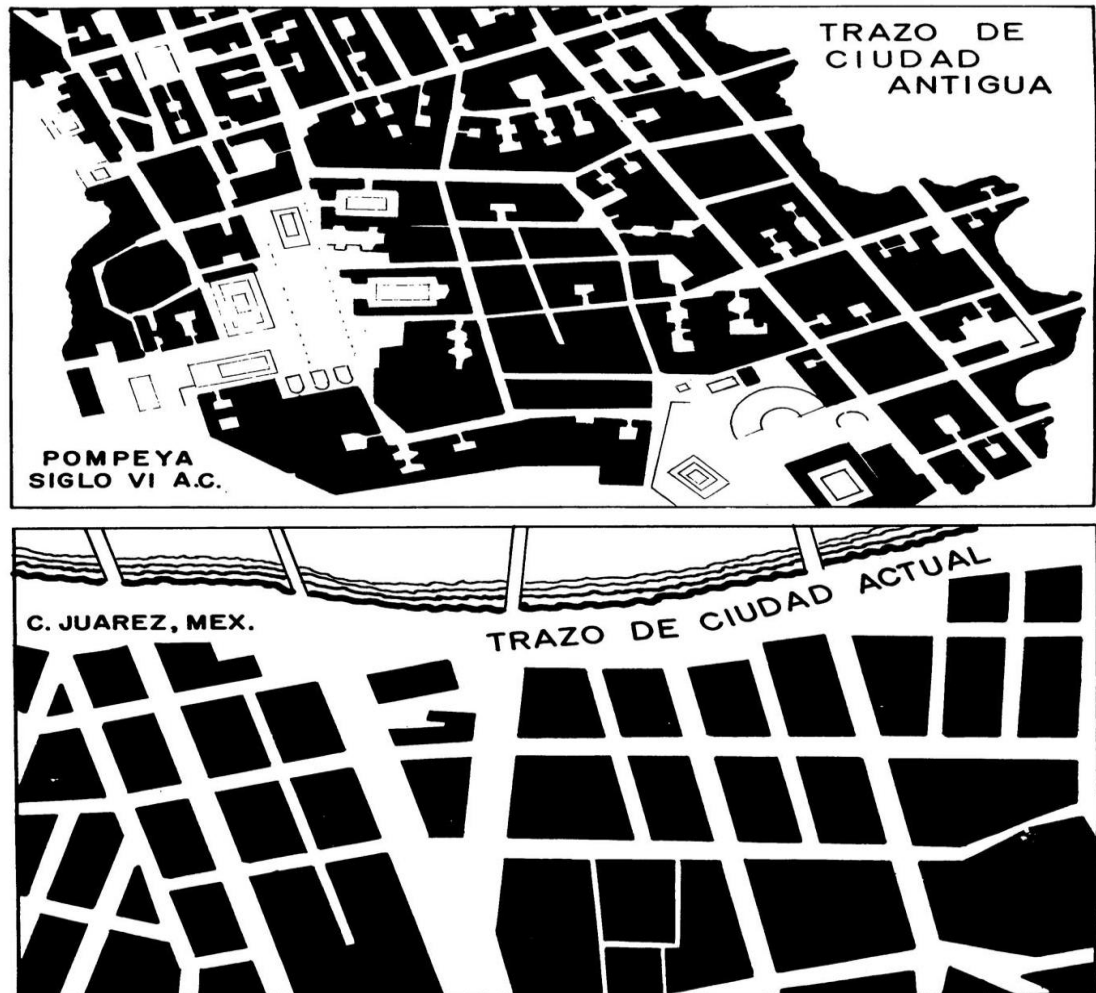 TRAZO DE
CIUDAD
ANTIGUA
POMPEYA
SIGLO VI A.C.
C. JUAREZ, MEX.
TRAZO DE CIUDAD ACTUAL